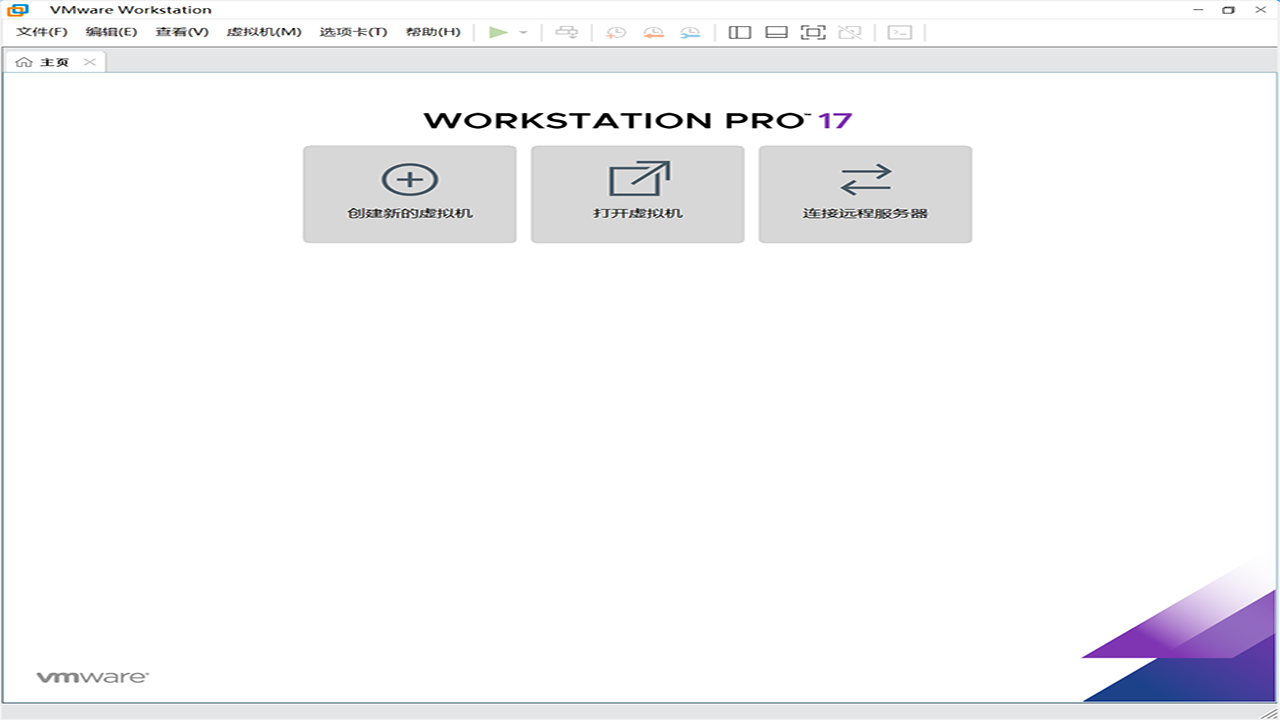 VMware Workstation
文件(F) 编辑(E) 查看(V) 虚拟机(M) 选项卡(T) 帮助(H)
主页
WORKSTATION PRO™ 17
创建新的虚拟机 打开虚拟机 连接远程服务器
vmware®